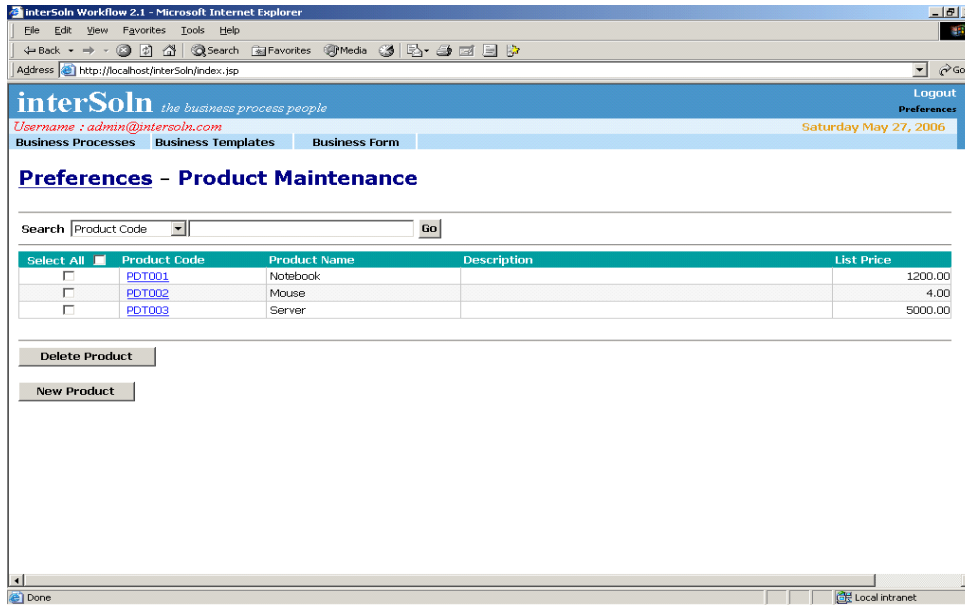 interSoln Workflow 2.1 - Microsoft Internet Explorer
File Edit View Favorites Tools Help
Back Search Favorites Media
Address http://localhost/interSoln/index.jsp Go
interSoln the business process people Logout
Preferences
Username : admin@intersoln.com Saturday May 27, 2006
Business Processes Business Templates Business Form
Preferences - Product Maintenance
Search Product Code Go
Select All Product Code Product Name Description List Price
PDT001 Notebook 1200.00
PDT002 Mouse 4.00
PDT003 Server 5000.00
Delete Product
New Product
Done Local intranet